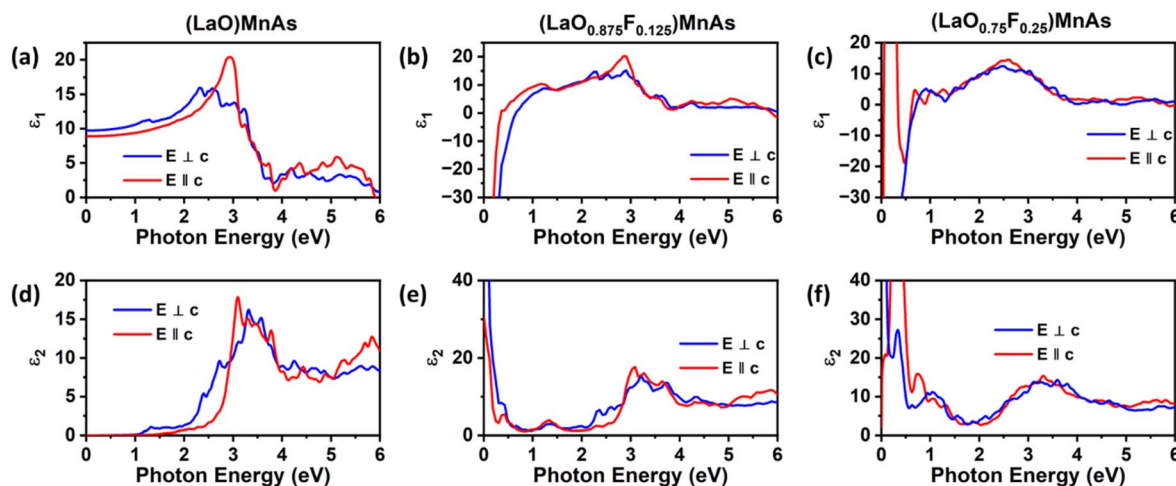 (LaO)MnAs
(LaO0.875F0.125)MnAs
(LaO0.75F0.25)MnAs
(a)
20
15
10
5
0
ε1
E ⊥ c
E ∥ c
0 1 2 3 4 5 6
Photon Energy (eV)
(b)
20
10
0
−10
−20
−30
ε1
E ⊥ c
E ∥ c
0 1 2 3 4 5 6
Photon Energy (eV)
(c)
20
10
0
−10
−20
−30
ε1
E ⊥ c
E ∥ c
0 1 2 3 4 5 6
Photon Energy (eV)
(d)
20
15
10
5
0
ε2
E ⊥ c
E ∥ c
0 1 2 3 4 5 6
Photon Energy (eV)
(e)
40
20
0
ε2
E ⊥ c
E ∥ c
0 1 2 3 4 5 6
Photon Energy (eV)
(f)
40
20
0
ε2
E ⊥ c
E ∥ c
0 1 2 3 4 5 6
Photon Energy (eV)